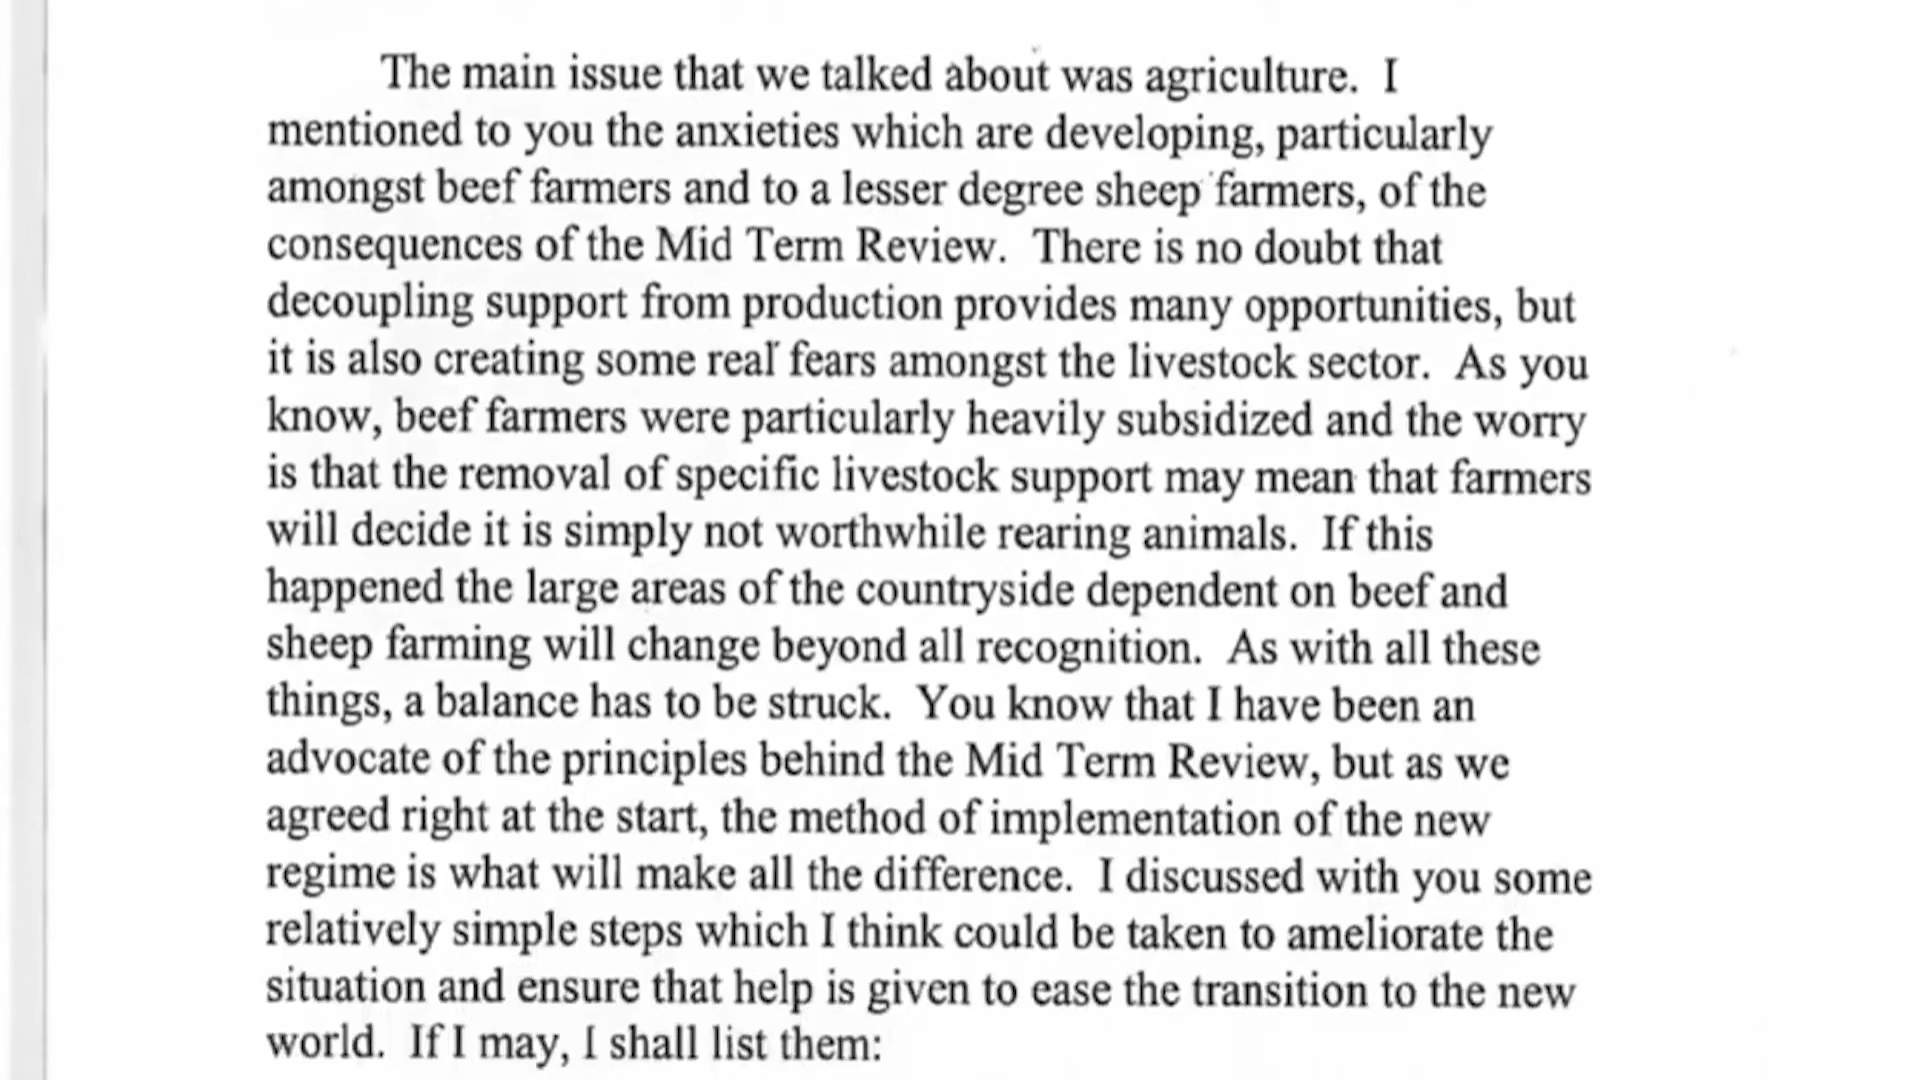 The main issue that we talked about was agriculture. I
mentioned to you the anxieties which are developing, particularly
amongst beef farmers and to a lesser degree sheep farmers, of the
consequences of the Mid Term Review. There is no doubt that
decoupling support from production provides many opportunities, but
it is also creating some real fears amongst the livestock sector. As you
know, beef farmers were particularly heavily subsidized and the worry
is that the removal of specific livestock support may mean that farmers
will decide it is simply not worthwhile rearing animals. If this
happened the large areas of the countryside dependent on beef and
sheep farming will change beyond all recognition. As with all these
things, a balance has to be struck. You know that I have been an
advocate of the principles behind the Mid Term Review, but as we
agreed right at the start, the method of implementation of the new
regime is what will make all the difference. I discussed with you some
relatively simple steps which I think could be taken to ameliorate the
situation and ensure that help is given to ease the transition to the new
world. If I may, I shall list them: